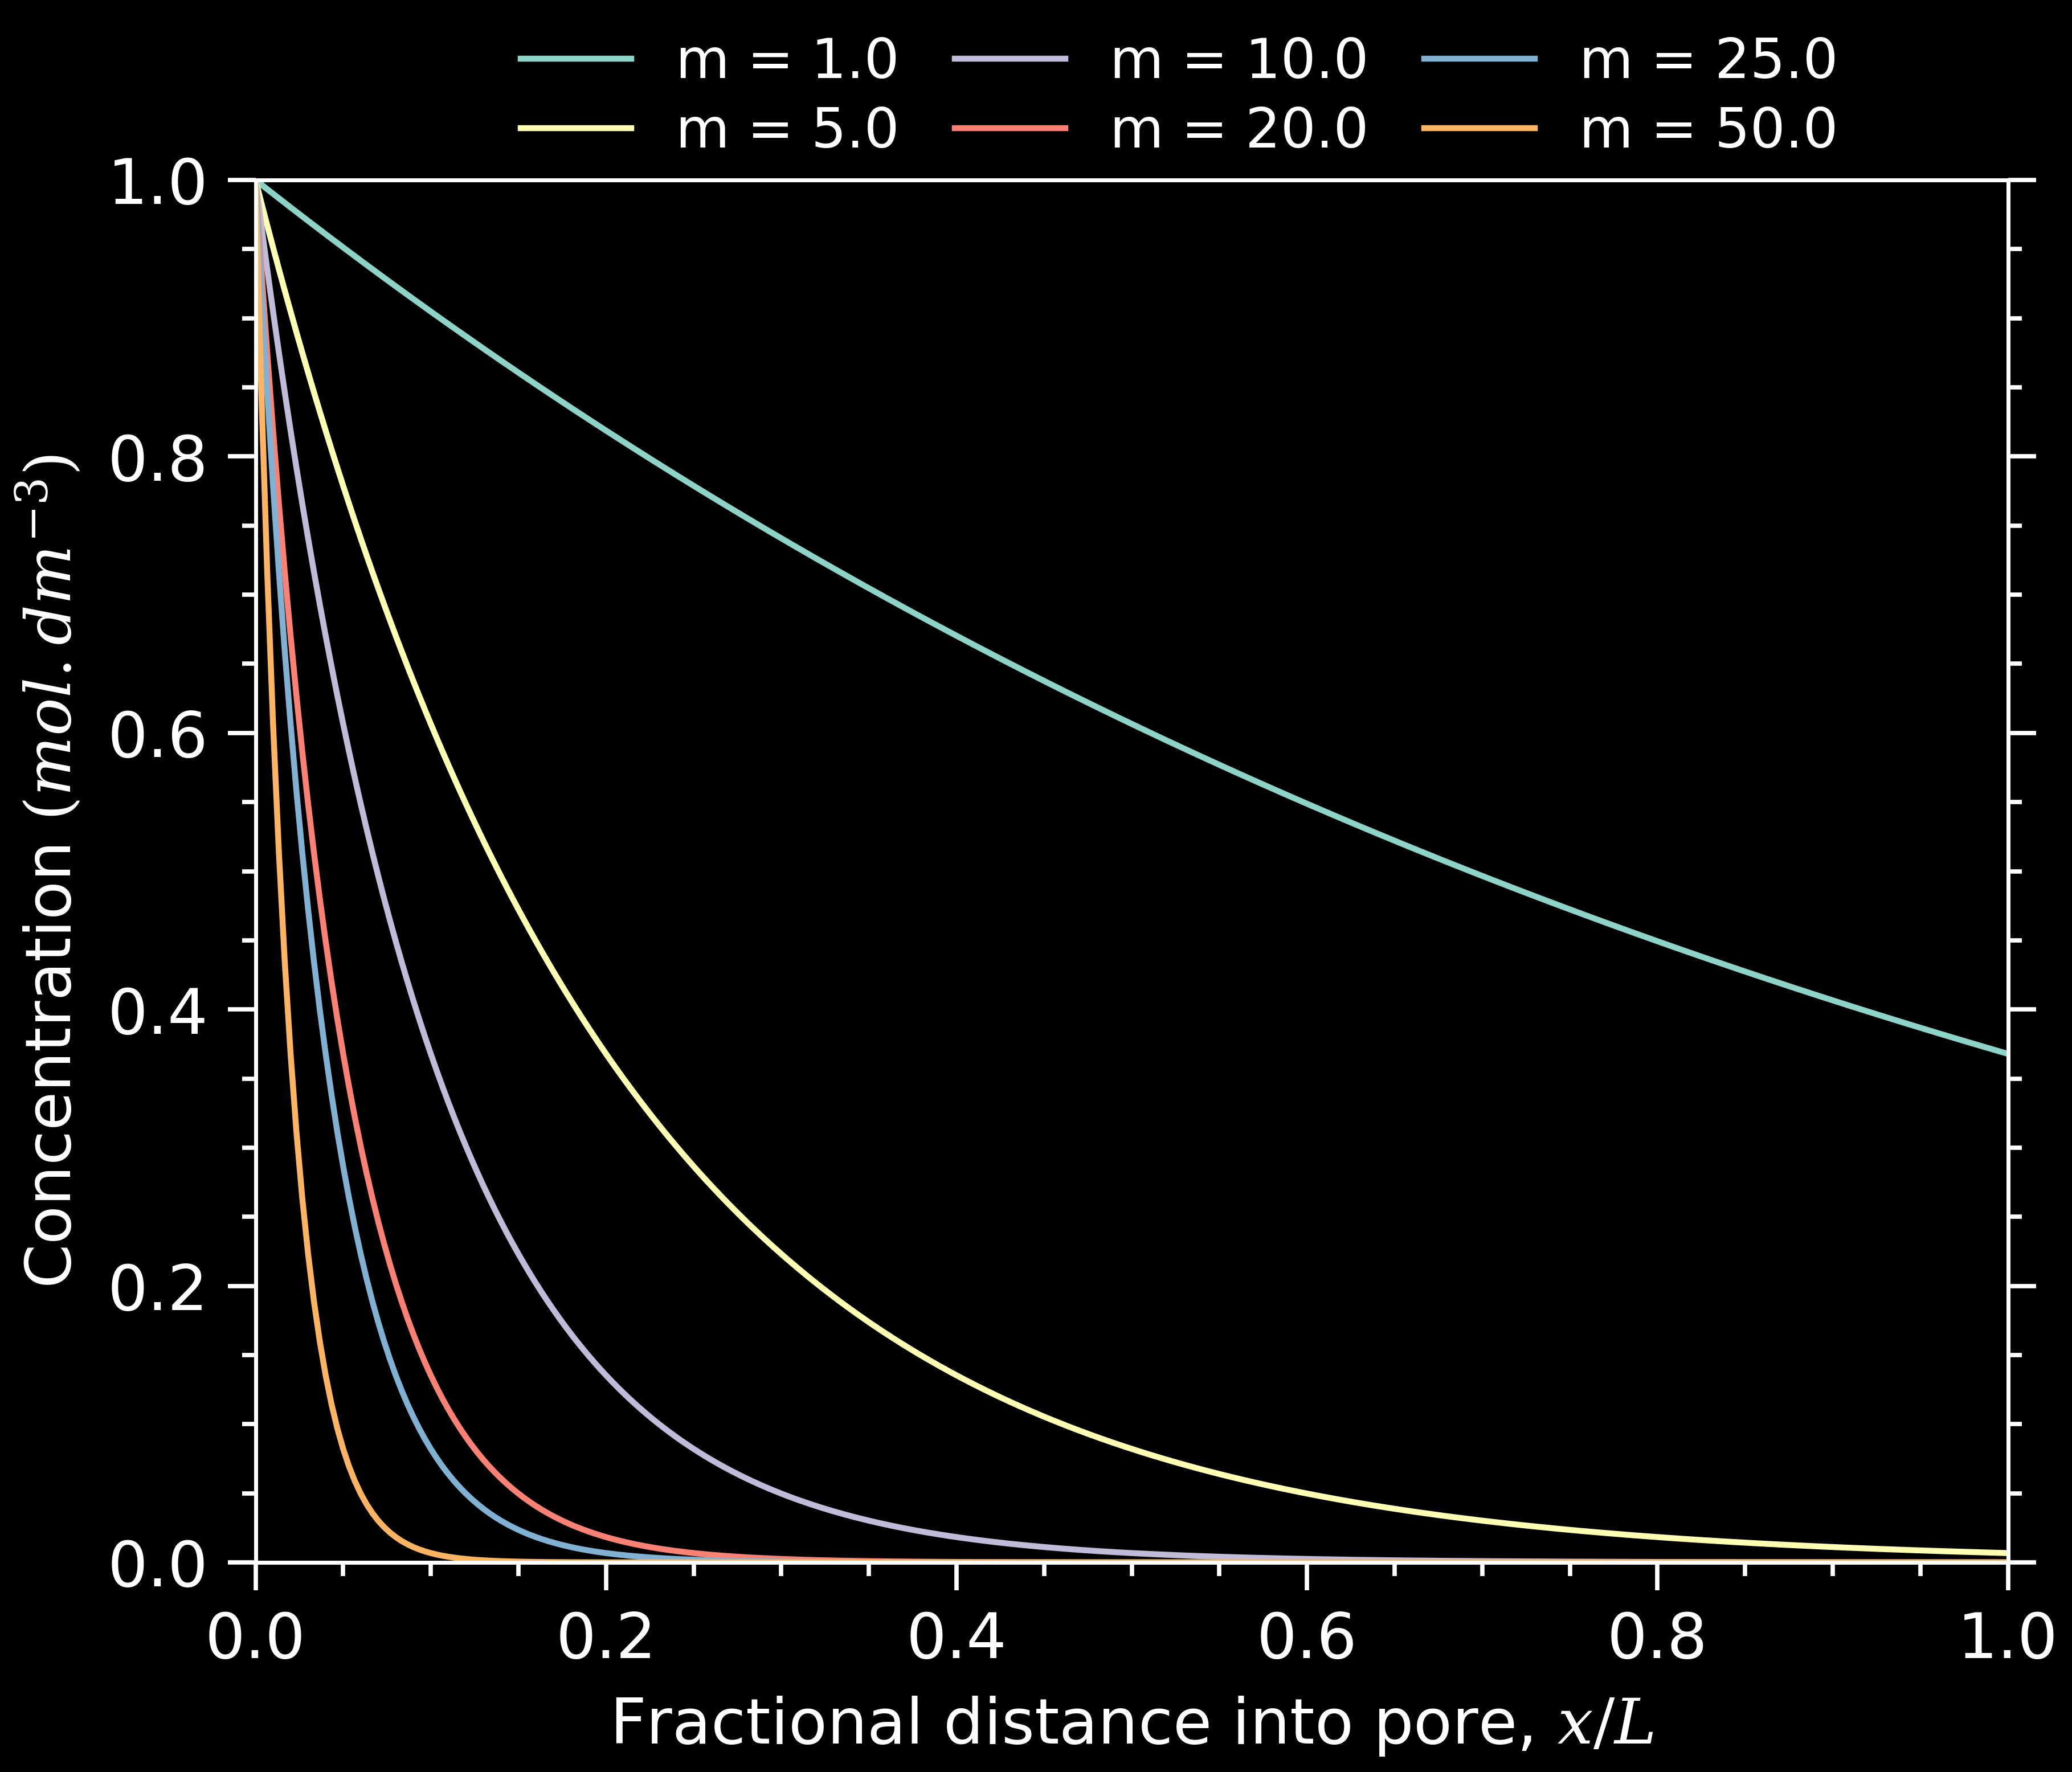 m = 1.0 m = 10.0 m = 25.0
m = 5.0 m = 20.0 m = 50.0
1.0
0.8
0.6
0.4
0.2
0.0
Concentration (mol.dm⁻³)
0.0 0.2 0.4 0.6 0.8 1.0
Fractional distance into pore, x/L